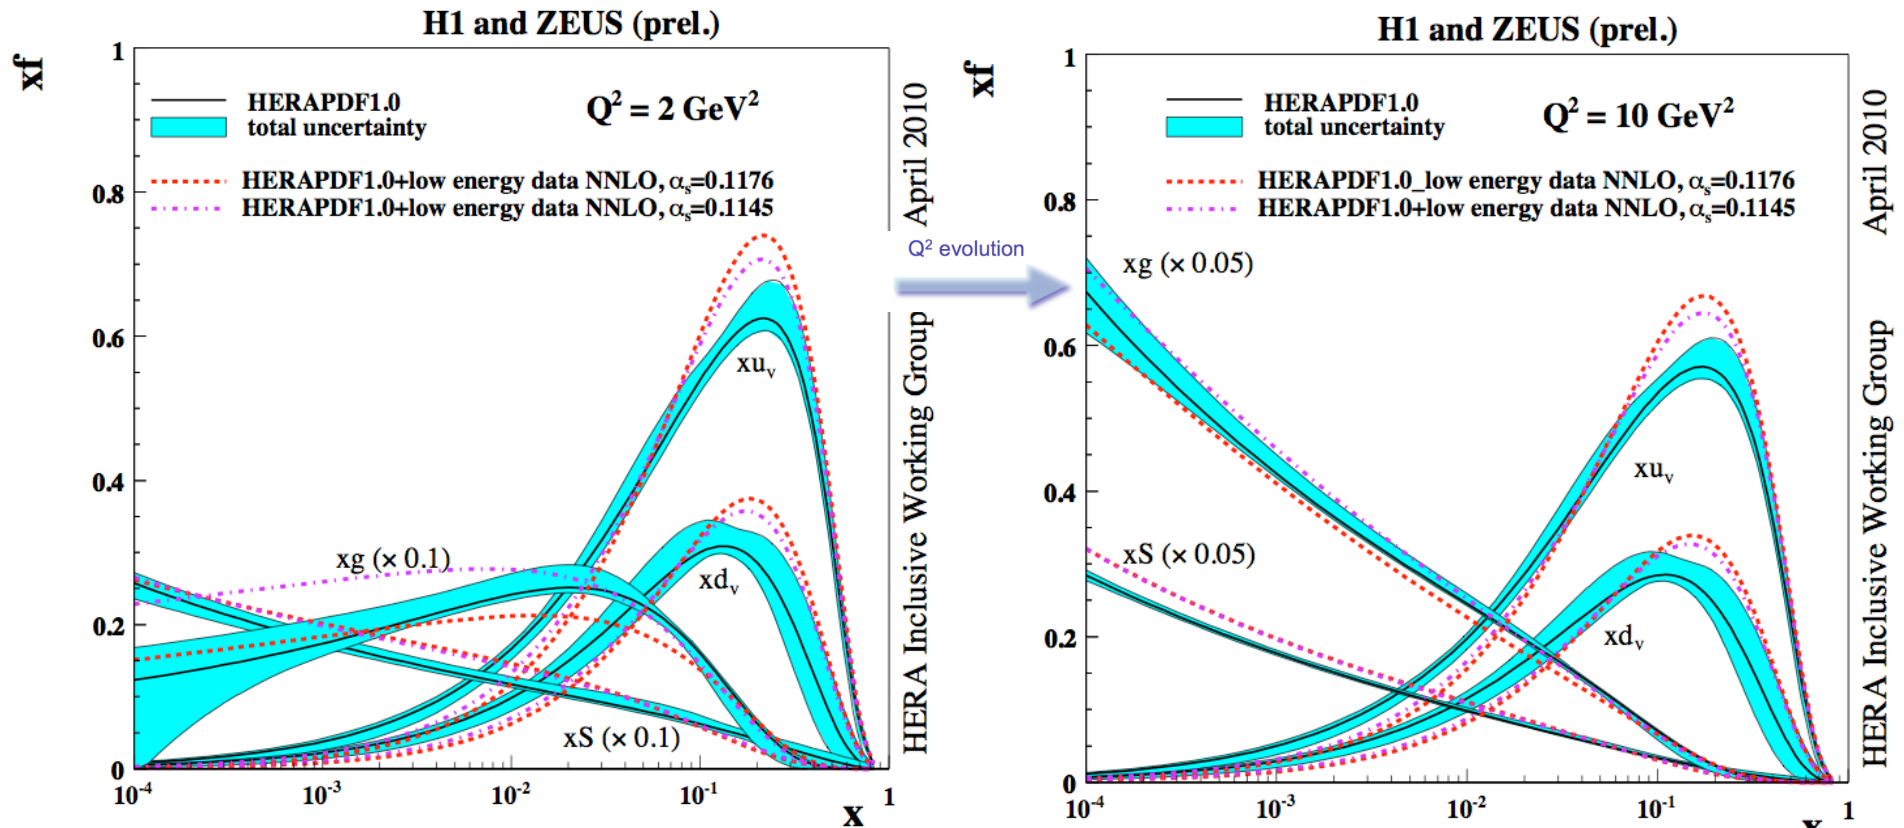 H1 and ZEUS (prel.)
xf
1
0.8
0.6
0.4
0.2
0
HERAPDF1.0
total uncertainty
Q² = 2 GeV²
HERAPDF1.0+low energy data NNLO, αs=0.1176
HERAPDF1.0+low energy data NNLO, αs=0.1145
xuv
xg (× 0.1)
xdv
xS (× 0.1)
10⁻⁴
10⁻³
10⁻²
10⁻¹
1
x
HERA Inclusive Working Group April 2010
Q² evolution
H1 and ZEUS (prel.)
xf
1
0.8
0.6
0.4
0.2
0
HERAPDF1.0
total uncertainty
Q² = 10 GeV²
HERAPDF1.0_low energy data NNLO, αs=0.1176
HERAPDF1.0+low energy data NNLO, αs=0.1145
xg (× 0.05)
xuv
xS (× 0.05)
xdv
10⁻⁴
10⁻³
10⁻²
10⁻¹
1
x
HERA Inclusive Working Group April 2010